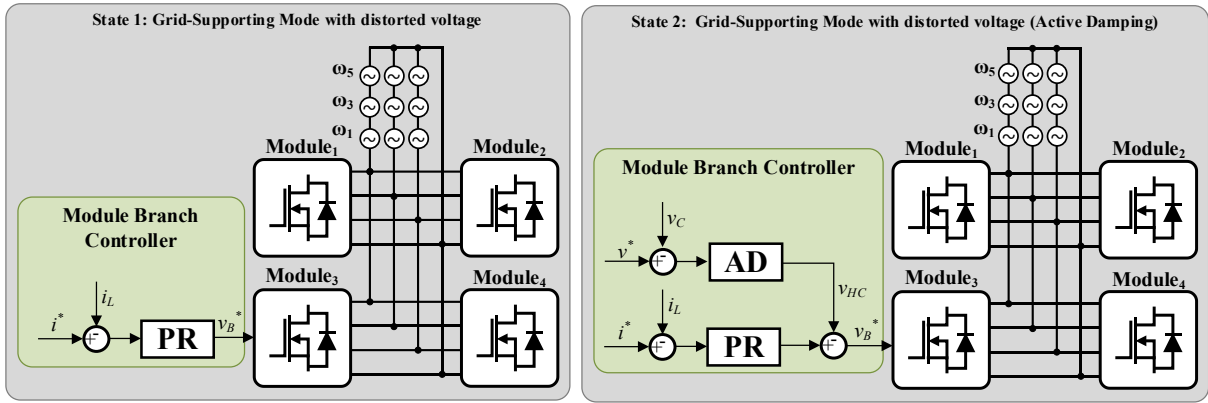 State 1: Grid-Supporting Mode with distorted voltage
ω5
ω3
ω1
Module1
Module2
Module Branch
Controller
Module3
Module4
iL
i*
+
-
PR
vB*
State 2: Grid-Supporting Mode with distorted voltage (Active Damping)
ω5
ω3
ω1
Module1
Module2
Module Branch Controller
vC
v*
+
-
AD
Module3
Module4
vHC
iL
i*
+
-
PR
+
-
vB*